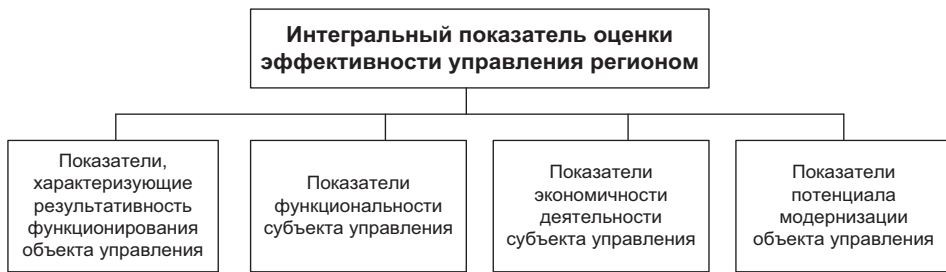 Интегральный показатель оценки
эффективности управления регионом
Показатели,
характеризующие
результативность
функционирования
объекта управления
Показатели
функциональности
субъекта управления
Показатели
экономичности
деятельности
субъекта управления
Показатели
потенциала
модернизации
объекта управления